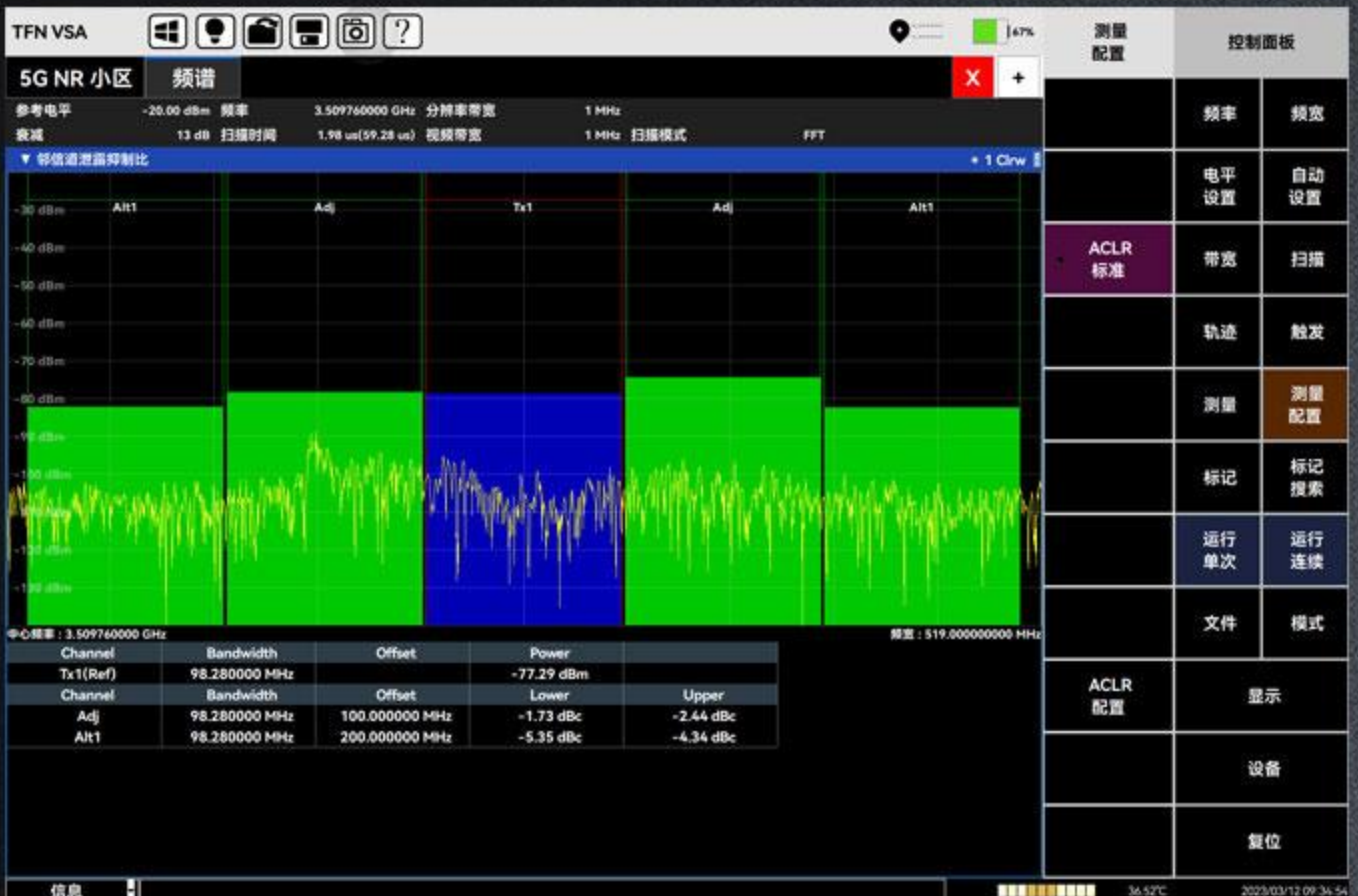 TFN VSA ? 67% 测量配置 控制面板
5G NR 小区 频谱 X +
参考电平 -20.00 dBm 频率 3.509760000 GHz 分辨率带宽 1 MHz
衰减 13 dB 扫描时间 1.98 us(59.28 us) 视频带宽 1 MHz 扫描模式 FFT
▼ 邻信道泄露抑制比 • 1 Clrw
Alt1 Adj Tx1 Adj Alt1
-30 dBm
-40 dBm
-50 dBm
-60 dBm
-70 dBm
-80 dBm
-90 dBm
-100 dBm
-120 dBm
-130 dBm
中心频率 : 3.509760000 GHz 频宽 : 519.000000000 MHz
Channel Bandwidth Offset Power
Tx1(Ref) 98.280000 MHz -77.29 dBm
Channel Bandwidth Offset Lower Upper
Adj 98.280000 MHz 100.000000 MHz -1.73 dBc -2.44 dBc
Alt1 98.280000 MHz 200.000000 MHz -5.35 dBc -4.34 dBc
ACLR
标准
ACLR
配置
频率 频宽
电平设置 自动设置
带宽 扫描
轨迹 触发
测量 测量配置
标记 标记搜索
运行单次 运行连续
文件 模式
显示
设备
复位
信息 36.52℃ 2023/03/12 09:34:54